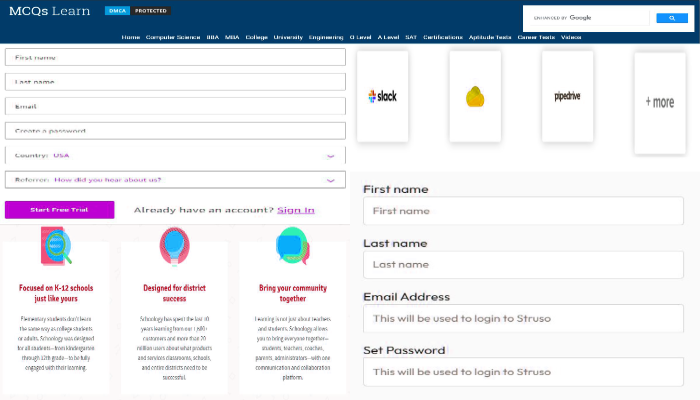 MCQs Learn
DMCA PROTECTED
ENHANCED BY Google
Home Computer Science BBA MBA College University Engineering O Level A Level SAT Certifications Aptitude Tests Career Tests Videos
First name
Last name
Email
Create a password
Country: USA
Referrer: How did you hear about us?
Start Free Trial
Already have an account? Sign In
slack
pipedrive
+ more
Focused on K-12 schools
just like yours
Elementary students don't learn
the same way as college students
or adults. Schoology was designed
for all students—from kindergarten
through 12th grade—to be fully
engaged with their learning.
Designed for district
success
Schoology has spent the last 10
years learning from our 1,500+
customers and more than 20
million users about what products
and services classrooms, schools,
and entire districts need to be
successful.
Bring your community
together
Learning is not just about teachers
and students. Schoology allows
you to bring everyone together—
students, teachers, coaches,
parents, administrators—with one
communication and collaboration
platform.
First name
First name
Last name
Last name
Email Address
This will be used to login to Struso
Set Password
This will be used to login to Struso